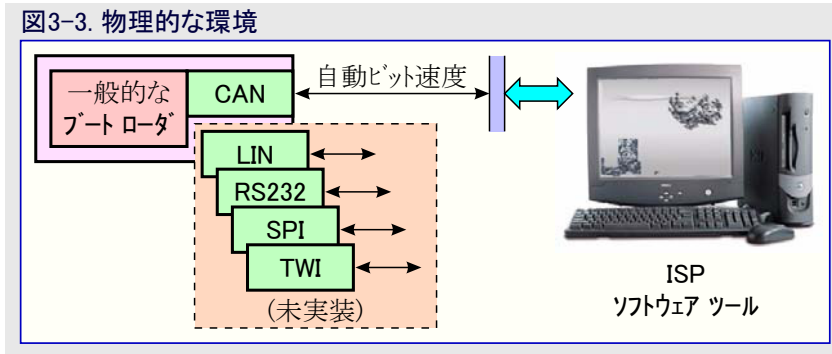 図3-3. 物理的な環境
一般的な
ブート ローダ
CAN
自動ビット速度
LIN
RS232
SPI
TWI
(未実装)
ISP
ソフトウェア ツール